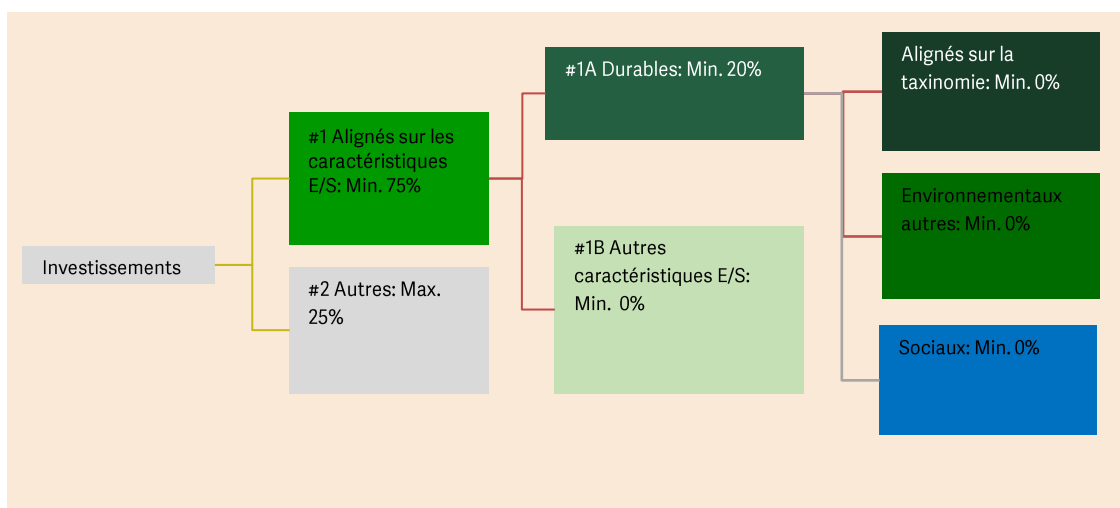 Investissements
#1 Alignés sur les
caractéristiques
E/S: Min. 75%
#2 Autres: Max.
25%
#1A Durables: Min. 20%
#1B Autres
caractéristiques E/S:
Min.  0%
Alignés sur la
taxinomie: Min. 0%
Environnementaux
autres: Min. 0%
Sociaux: Min. 0%